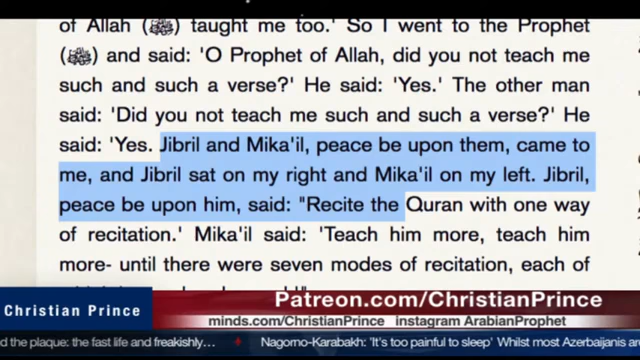 of Allah (ﷺ) taught me too.' So I went to the Prophet
(ﷺ) and said: 'O Prophet of Allah, did you not teach me
such and such a verse?' He said: 'Yes.' The other man
said: 'Did you not teach me such and such a verse?' He
said: 'Yes. Jibril and Mika'il, peace be upon them, came to
me, and Jibril sat on my right and Mika'il on my left. Jibril,
peace be upon him, said: "Recite the Quran with one way
of recitation.' Mika'il said: 'Teach him more, teach him
more- until there were seven modes of recitation, each of
Christian Prince
Patreon.com/ChristianPrince
minds.com/ChristianPrince instagram ArabianProphet
d the plaque: the fast life and freakishly…
Nagorno-Karabakh: 'It's too painful to sleep' Whilst most Azerbaijanis ar